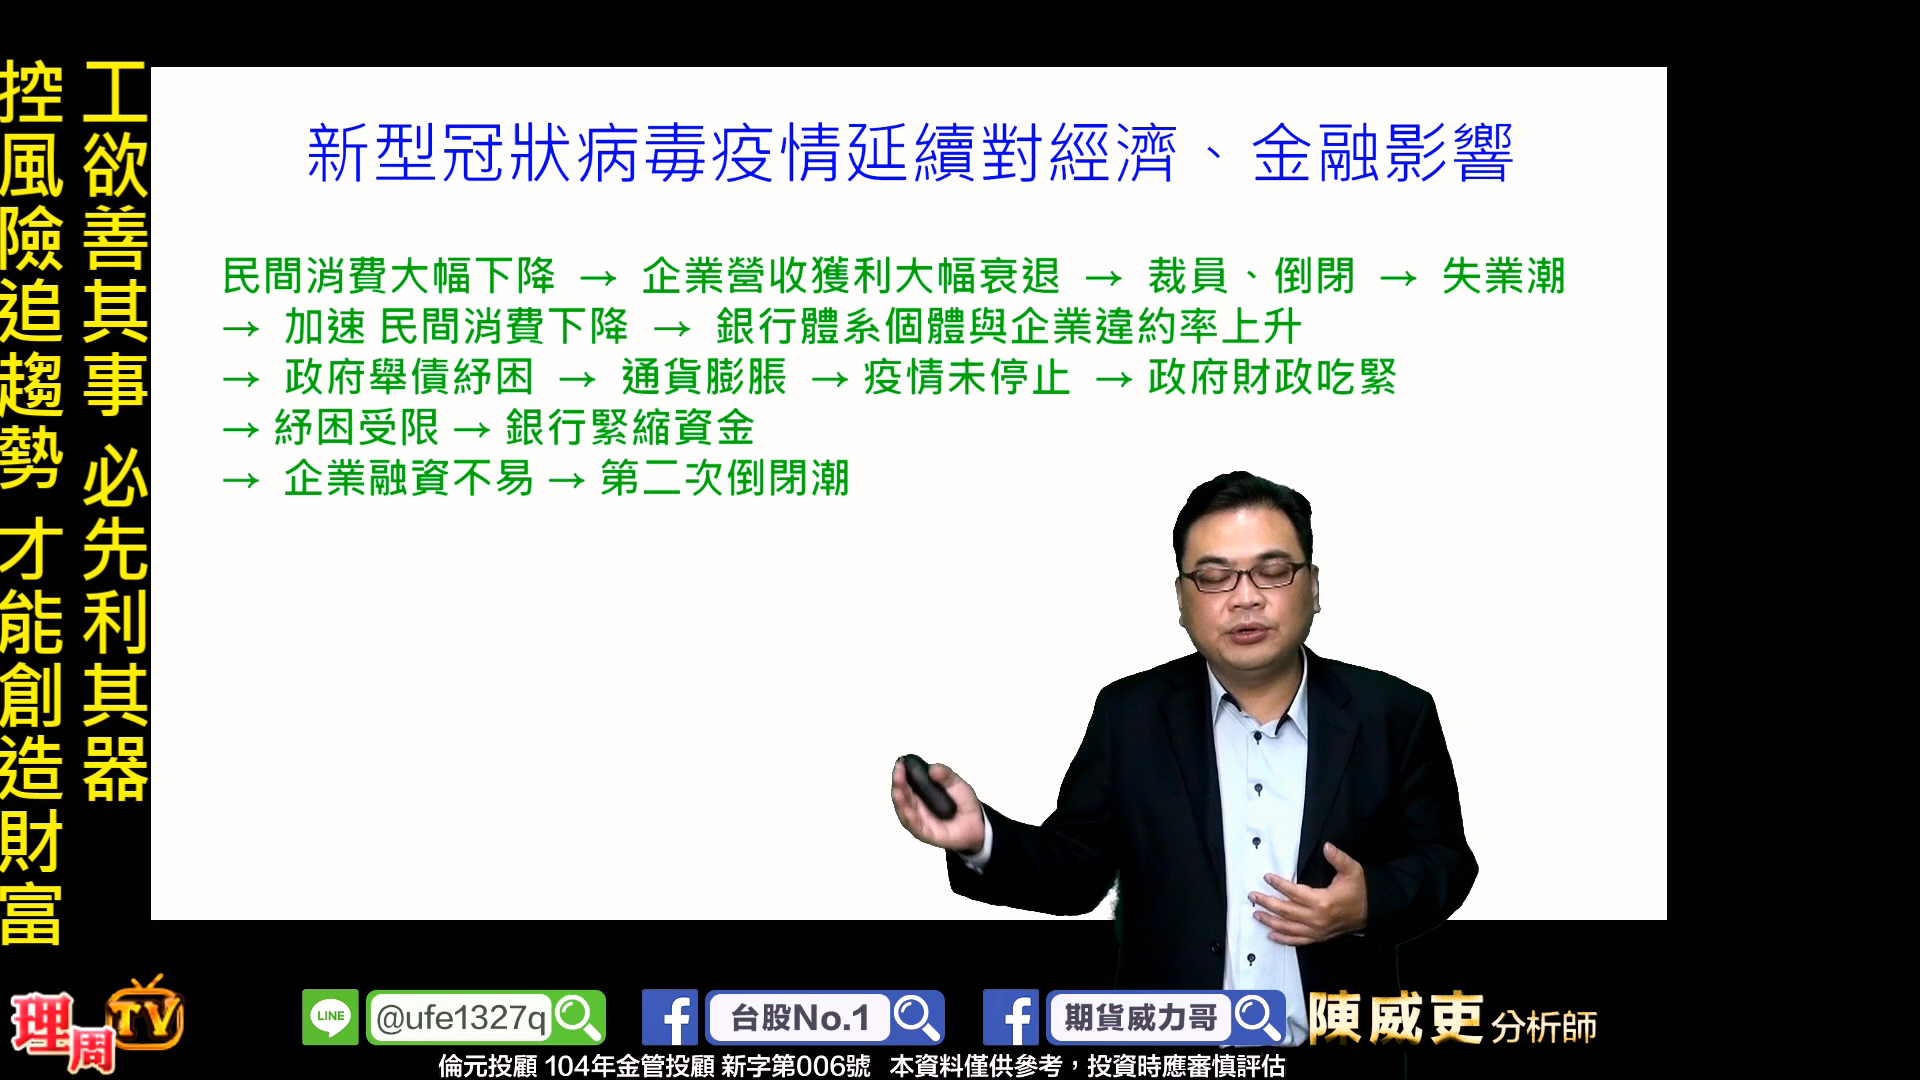 工欲善其事 必先利其器
控風險追趨勢 才能創造財富
新型冠狀病毒疫情延續對經濟、金融影響
民間消費大幅下降 → 企業營收獲利大幅衰退 → 裁員、倒閉 → 失業潮
→ 加速 民間消費下降 → 銀行體系個體與企業違約率上升
→ 政府舉債紓困 → 通貨膨脹 → 疫情未停止 → 政府財政吃緊
→ 紓困受限 → 銀行緊縮資金
→ 企業融資不易 → 第二次倒閉潮
理周TV
LINE @ufe1327q
台股No.1
期貨威力哥
陳威吏 分析師
倫元投顧 104年金管投顧 新字第006號 本資料僅供參考，投資時應審慎評估